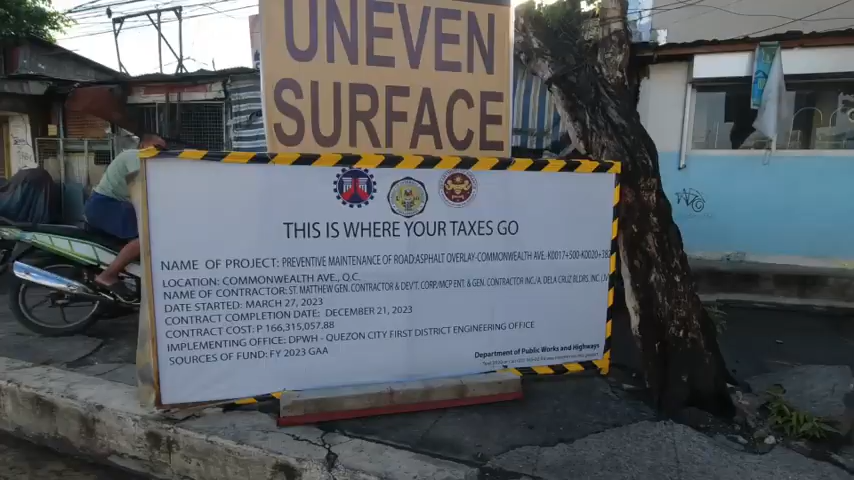 UNEVEN
SURFACE
THIS IS WHERE YOUR TAXES GO
NAME OF PROJECT: PREVENTIVE MAINTENANCE OF ROAD:ASPHALT OVERLAY-COMMONWEALTH AVE. K0017+500-K0020+38
LOCATION: COMMONWEALTH AVE., Q.C.
NAME OF CONTRACTOR: ST. MATTHEW GEN. CONTRACTOR & DEV'T. CORP./MCP ENT. & GEN. CONTRACTOR INC./A. DELA CRUZ BLDRS. INC.
DATE STARTED: MARCH 27, 2023
CONTRACT COMPLETION DATE: DECEMBER 21, 2023
CONTRACT COST: P 166,315,057.88
IMPLEMENTING OFFICE: DPWH - QUEZON CITY FIRST DISTRICT ENGINEERING OFFICE
SOURCES OF FUND: FY 2023 GAA
Department of Public Works and Highways